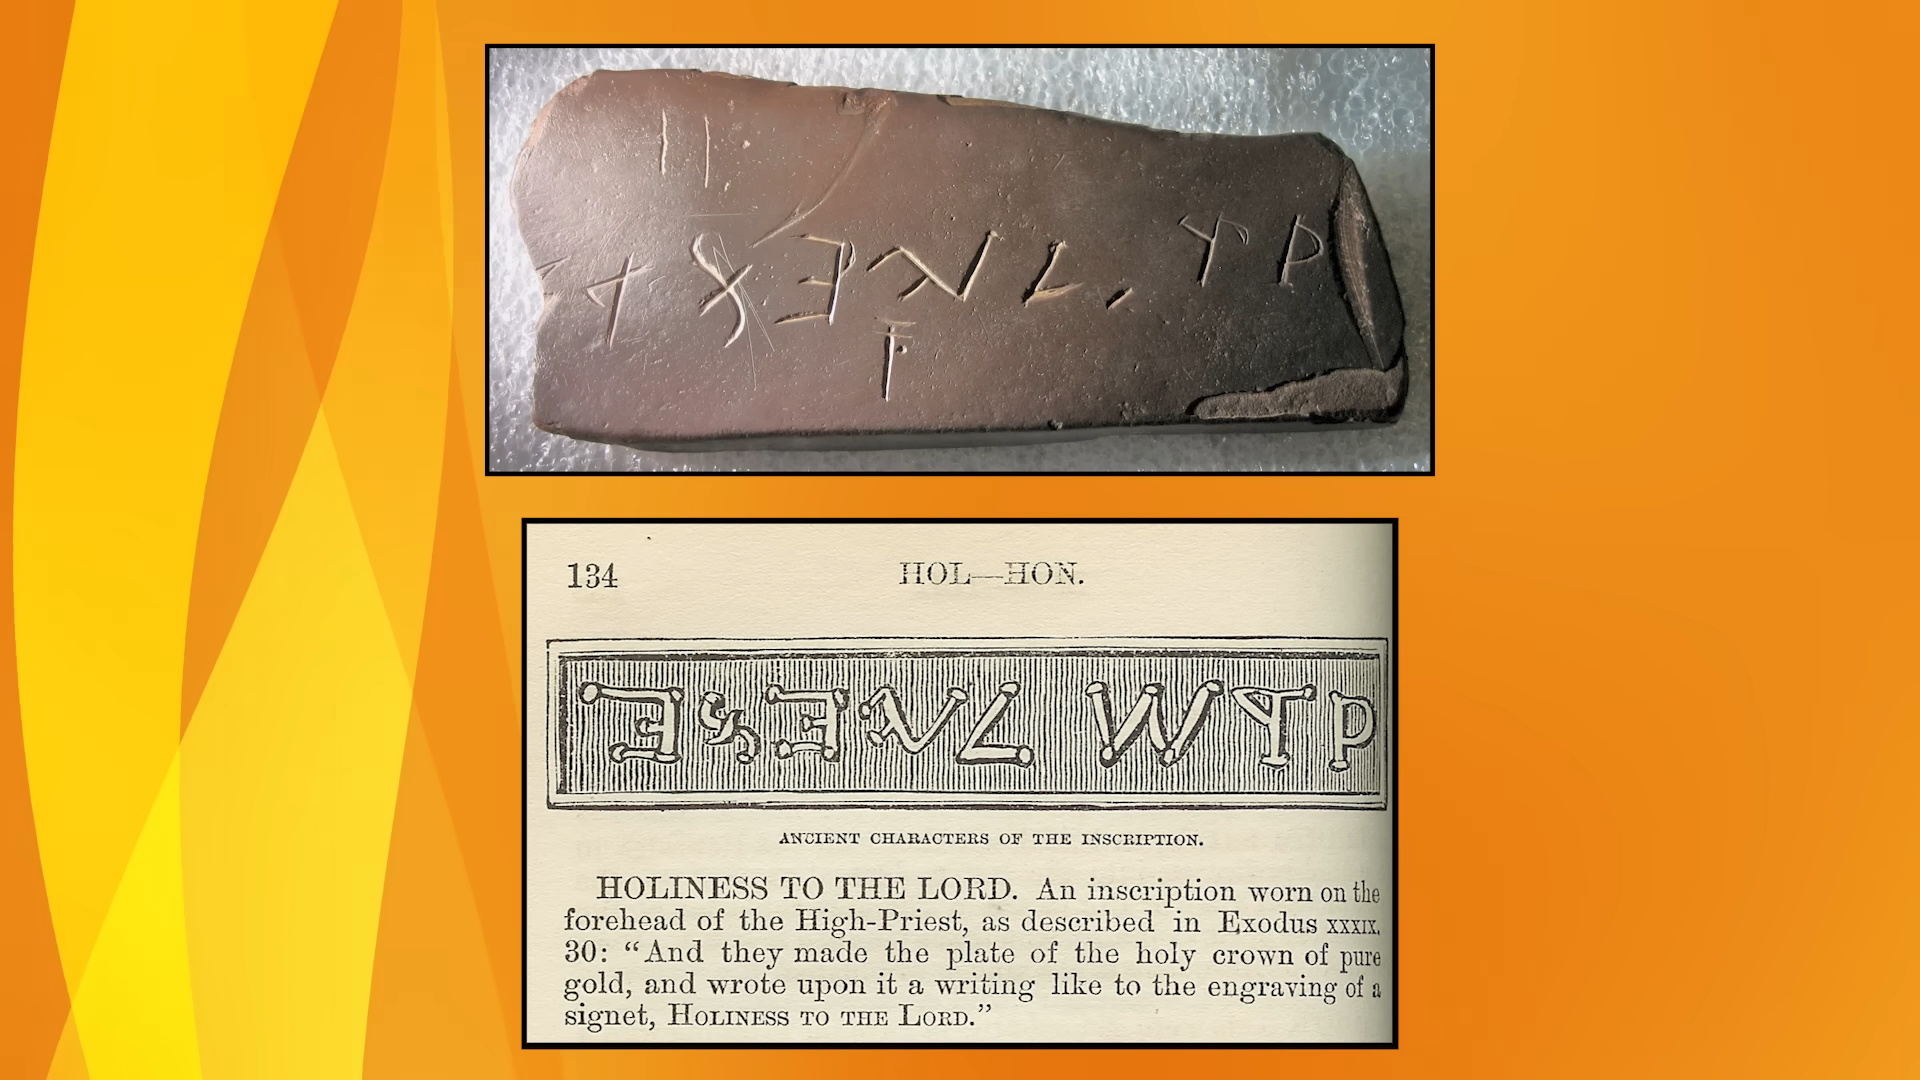 134
HOL—HON.
ANCIENT CHARACTERS OF THE INSCRIPTION.
HOLINESS TO THE LORD. An inscription worn on the
forehead of the High-Priest, as described in Exodus xxxix,
30: “And they made the plate of the holy crown of pure
gold, and wrote upon it a writing like to the engraving of a
signet, HOLINESS TO THE LORD.”